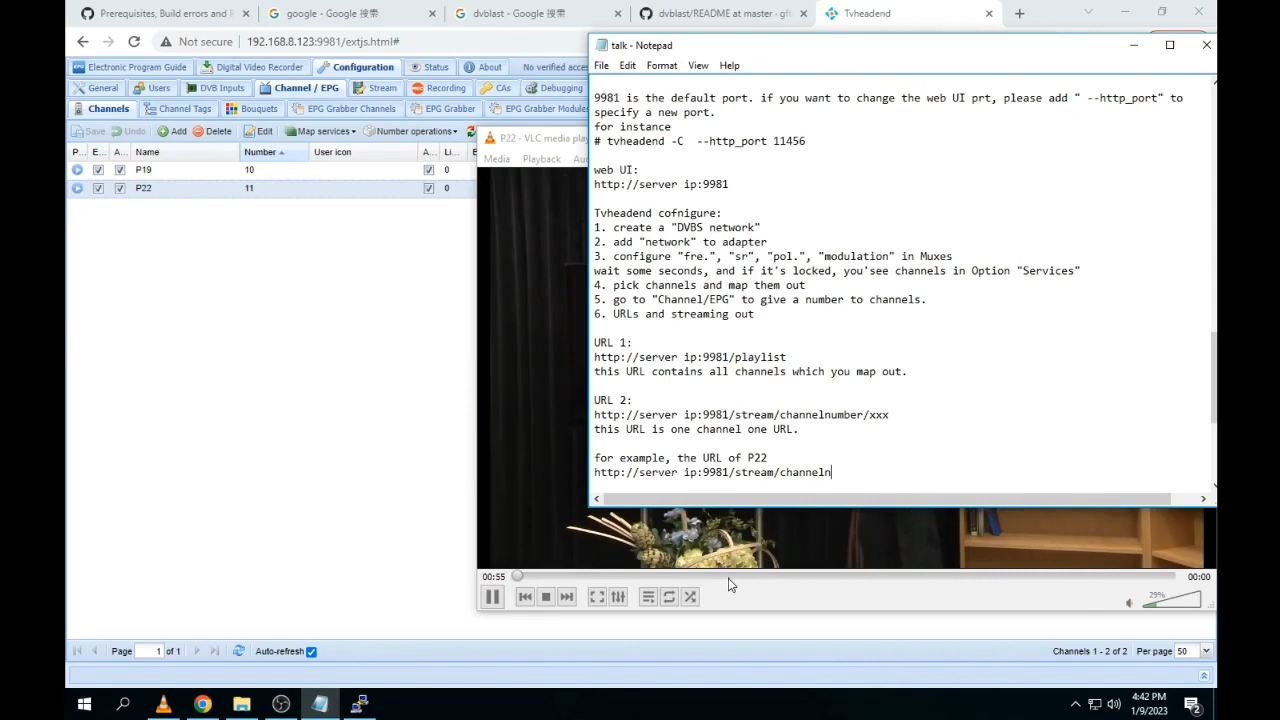 Prerequisites, Build errors and R
google - Google 搜索
dvblast - Google 搜索
dvblast/README at master · gft
Tvheadend
Not secure
192.168.8.123:9981/extjs.html#
talk - Notepad
File Edit Format View Help
Electronic Program Guide
Digital Video Recorder
Configuration
Status
About
No verified acces
General
Users
DVB Inputs
Channel / EPG
Stream
Recording
CAs
Debugging
Channels
Channel Tags
Bouquets
EPG Grabber Channels
EPG Grabber
EPG Grabber Modules
Save
Undo
Add
Delete
Edit
Map services
Number operations
P...
E...
A...
Name
Number
User icon
A...
Li...
P19
10
0
P22
11
0
P22 - VLC media play
Media
Playback
Au
9981 is the default port. if you want to change the web UI prt, please add " --http_port" to
specify a new port.
for instance
# tvheadend -C  --http_port 11456
web UI:
http://server ip:9981
Tvheadend cofnigure:
1. create a "DVBS network"
2. add "network" to adapter
3. configure "fre.", "sr", "pol.", "modulation" in Muxes
wait some seconds, and if it's locked, you'see channels in Option "Services"
4. pick channels and map them out
5. go to "Channel/EPG" to give a number to channels.
6. URLs and streaming out
URL 1:
http://server ip:9981/playlist
this URL contains all channels which you map out.
URL 2:
http://server ip:9981/stream/channelnumber/xxx
this URL is one channel one URL.
for example, the URL of P22
http://server ip:9981/stream/channeln
00:55
00:00
29%
Page 1 of 1
Auto-refresh
Channels 1 - 2 of 2
Per page 50
4:42 PM
1/9/2023
2